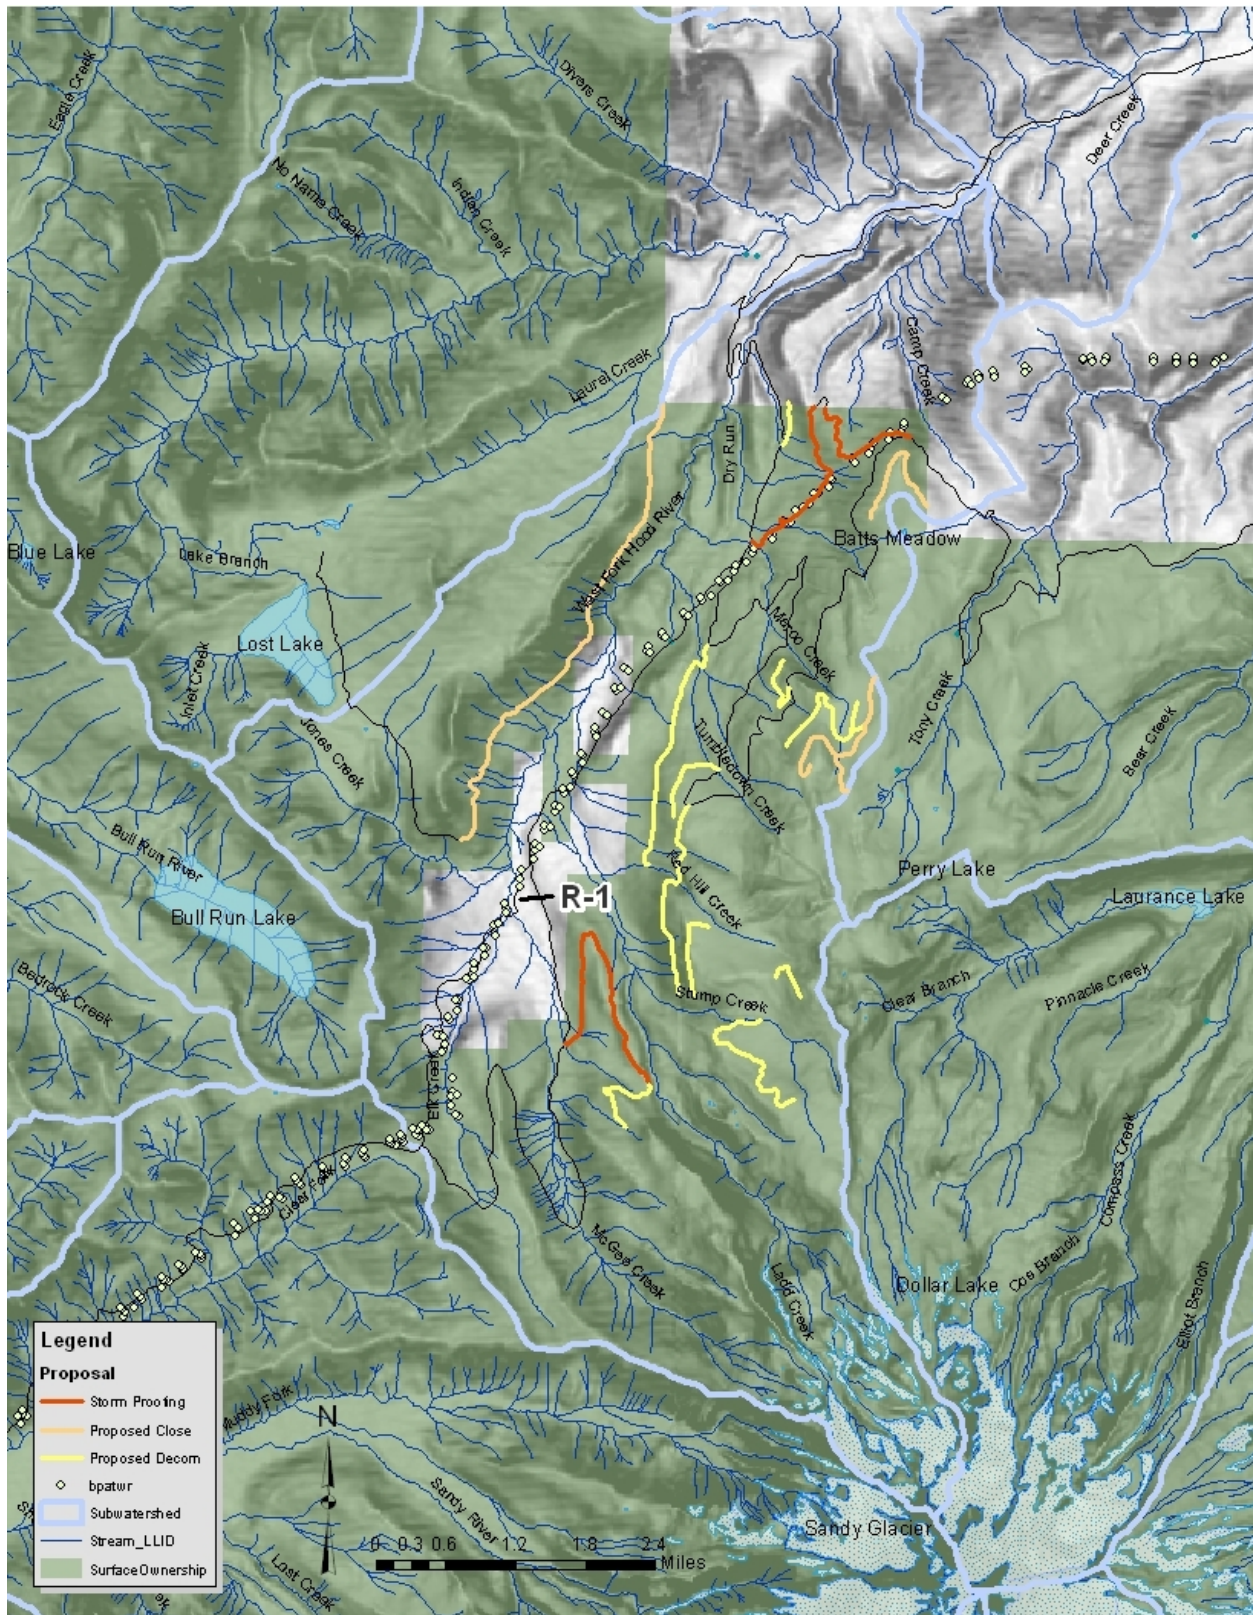 Eagle Creek
Divers Creek
Deer Creek
No Name Creek
Indian Creek
Camp Creek
Laurel Creek
Dry Run
West Fork Hood River
Batts Meadow
Blue Lake
Lake Branch
Lost Lake
Inlet Creek
Meroo Creek
Tony Creek
Bear Creek
Jones Creek
Tumbledown Creek
Bull Run River
Red Hill Creek
Perry Lake
Laurance Lake
R-1
Bull Run Lake
Bedrock Creek
Stump Creek
Clear Branch
Pinnacle Creek
Elk Creek
Clear Fork
Compass Creek
McGee Creek
Ladd Creek
Dollar Lake
Coe Branch
Elliot Branch
Legend
Proposal
Storm Proofing
Proposed Close
Proposed Decom
bpatwr
Subwatershed
Stream_LLID
SurfaceOwnership
Muddy Fork
N
Sandy River
Lost Creek
Sandy Glacier
0 0.3 0.6 1.2 1.8 2.4
Miles